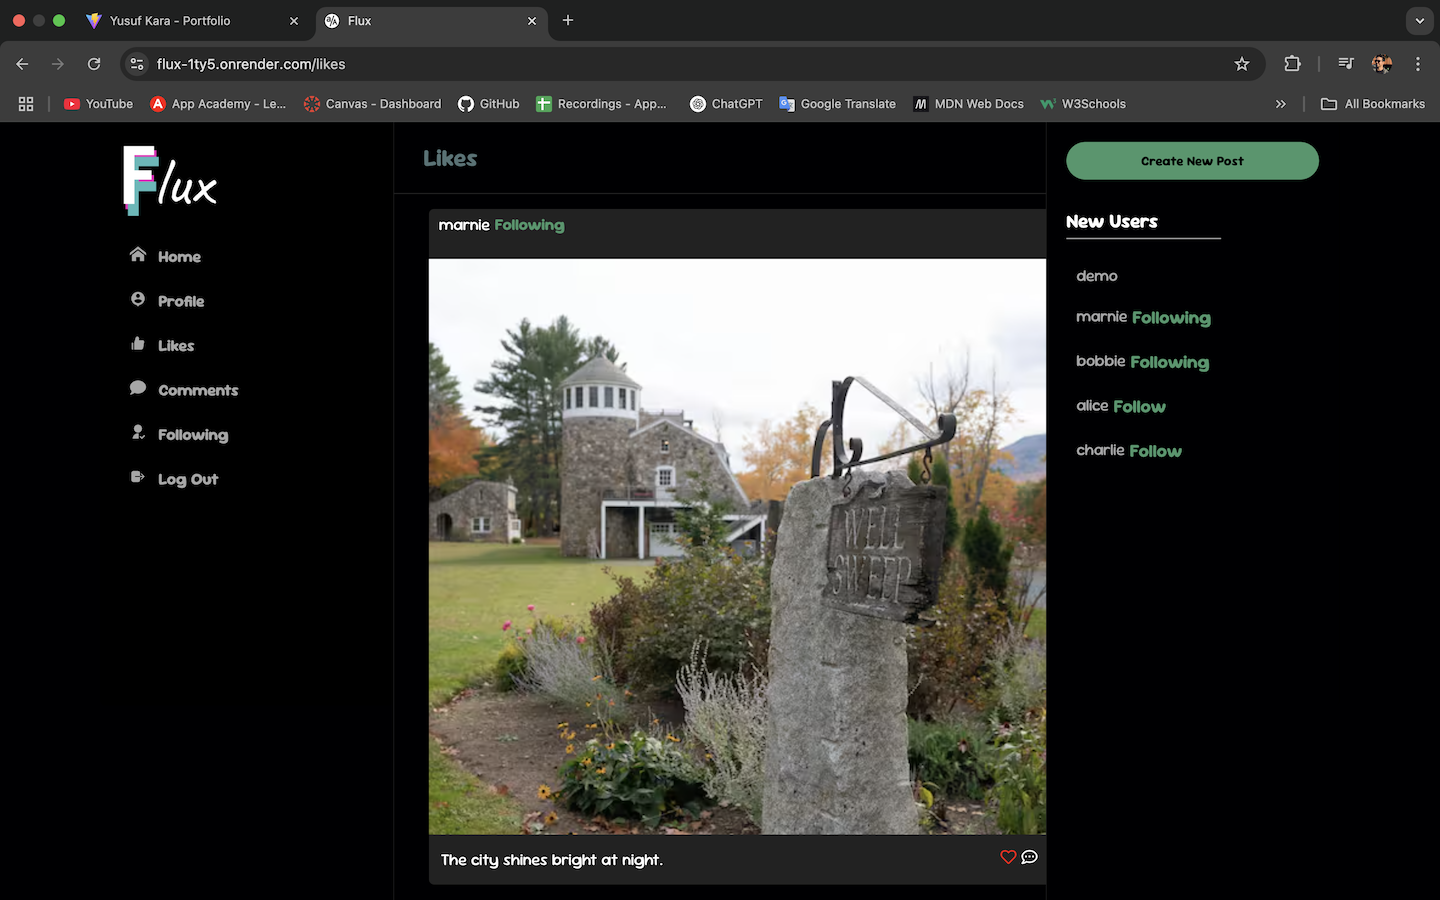 Yusuf Kara - Portfolio
Flux
flux-1ty5.onrender.com/likes
YouTube
App Academy - Le...
Canvas - Dashboard
GitHub
Recordings - App...
ChatGPT
Google Translate
MDN Web Docs
W3Schools
All Bookmarks
Flux
Home
Profile
Likes
Comments
Following
Log Out
Likes
marnie Following
WELL
SWEEP
The city shines bright at night.
Create New Post
New Users
demo
marnie Following
bobbie Following
alice Follow
charlie Follow